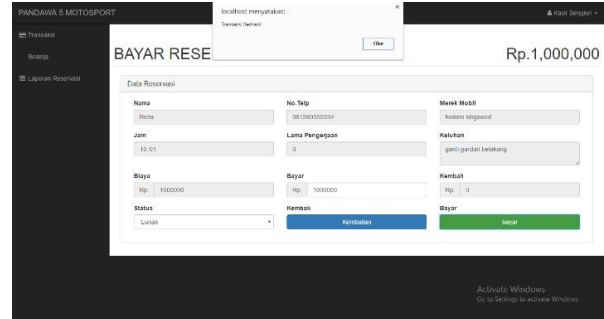 PANDAWA 5 MOTOSPORT
localhost menyatakan:
Transaksi Berhasil
Oke
Kasir Bengkel
Transaksi
Belanja
Laporan Reservasi
BAYAR RESE
Rp.1,000,000
Data Reservasi
Nama
No.Telp
Merek Mobil
081280555334
holden kingswod
Jam
Lama Pengerjaan
Keluhan
10:01
0
ganti gardan belakang
Biaya
Bayar
Kembali
Rp. 1000000
Rp. 1000000
Rp. 0
Status
Kembali
Bayar
Lunas
Kembalian
bayar
Activate Windows
Go to Settings to activate Windows.